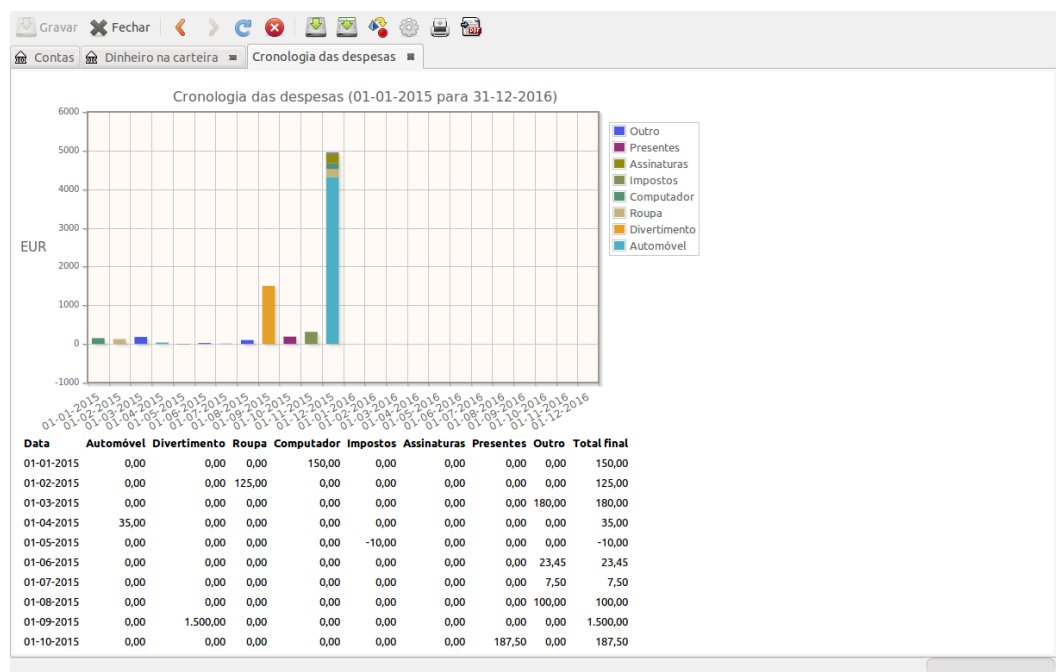 Gravar Fechar
Contas Dinheiro na carteira Cronologia das despesas
Cronologia das despesas (01-01-2015 para 31-12-2016)
6000
5000
4000
3000
2000
1000
0
-1000
EUR
Outro
Presentes
Assinaturas
Impostos
Computador
Roupa
Divertimento
Automóvel
01-01-2015
01-02-2015
01-03-2015
01-04-2015
01-05-2015
01-06-2015
01-07-2015
01-08-2015
01-09-2015
01-10-2015
01-11-2015
01-12-2015
01-01-2016
01-02-2016
01-03-2016
01-04-2016
01-05-2016
01-06-2016
01-07-2016
01-08-2016
01-09-2016
01-10-2016
01-11-2016
01-12-2016
Data Automóvel Divertimento Roupa Computador Impostos Assinaturas Presentes Outro Total final
01-01-2015 0,00 0,00 0,00 150,00 0,00 0,00 0,00 0,00 150,00
01-02-2015 0,00 0,00 125,00 0,00 0,00 0,00 0,00 0,00 125,00
01-03-2015 0,00 0,00 0,00 0,00 0,00 0,00 0,00 180,00 180,00
01-04-2015 35,00 0,00 0,00 0,00 0,00 0,00 0,00 0,00 35,00
01-05-2015 0,00 0,00 0,00 0,00 -10,00 0,00 0,00 0,00 -10,00
01-06-2015 0,00 0,00 0,00 0,00 0,00 0,00 0,00 23,45 23,45
01-07-2015 0,00 0,00 0,00 0,00 0,00 0,00 0,00 7,50 7,50
01-08-2015 0,00 0,00 0,00 0,00 0,00 0,00 0,00 100,00 100,00
01-09-2015 0,00 1.500,00 0,00 0,00 0,00 0,00 0,00 0,00 1.500,00
01-10-2015 0,00 0,00 0,00 0,00 0,00 0,00 187,50 0,00 187,50